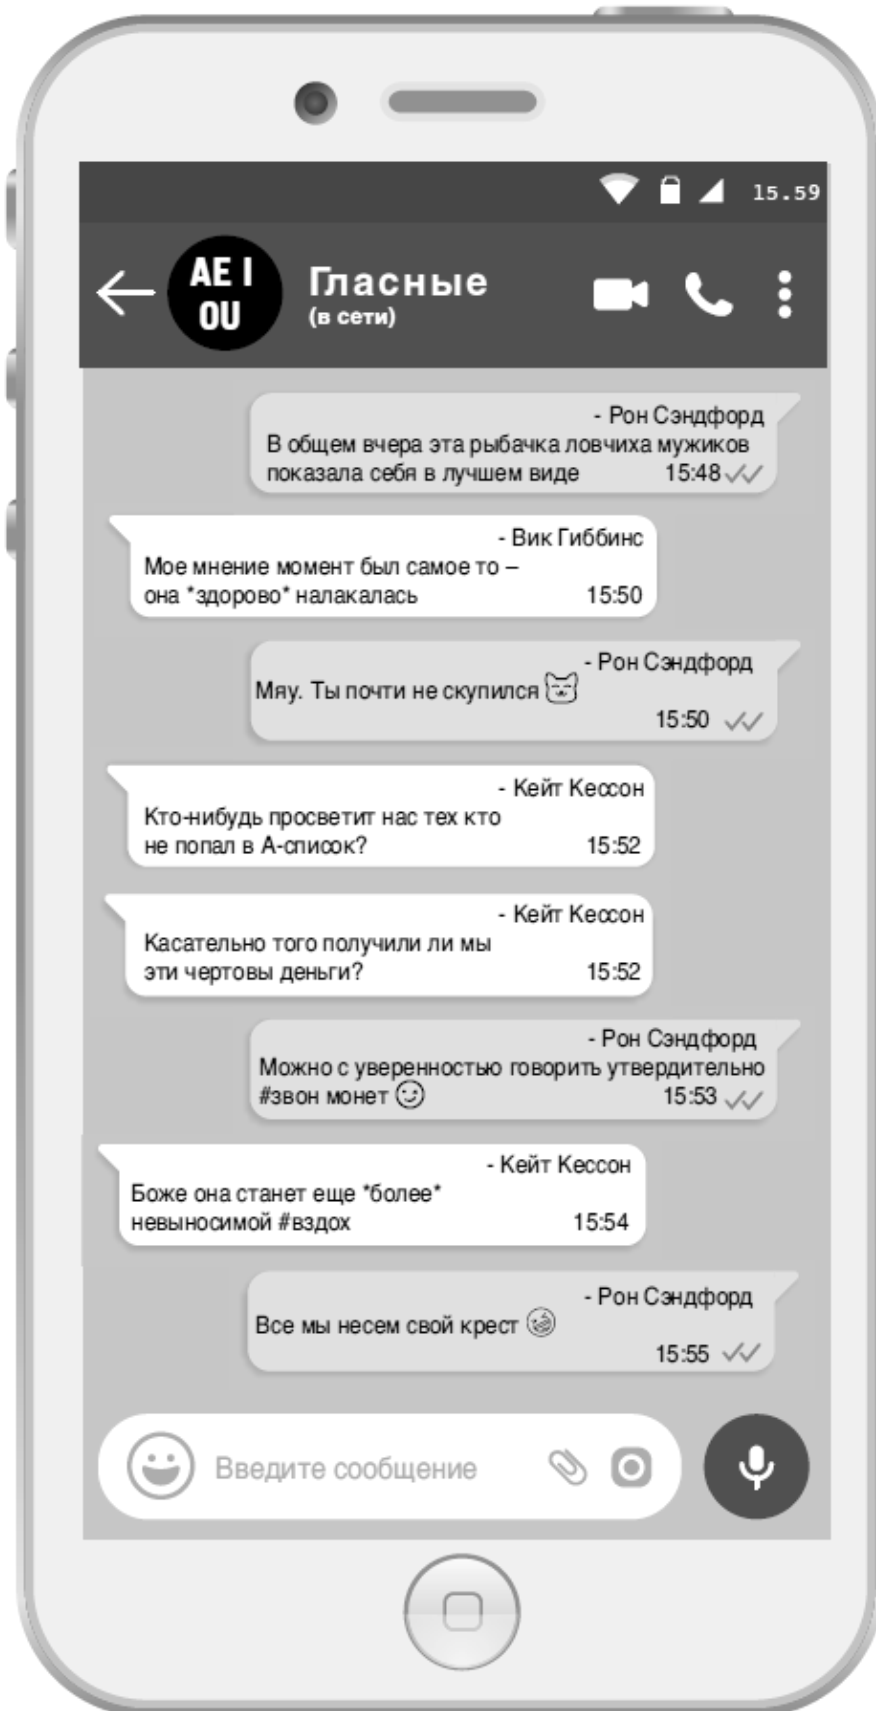 15.59
AE I
OU
Гласные
(в сети)
- Рон Сэндфорд
В общем вчера эта рыбачка ловчиха мужиков
показала себя в лучшем виде 15:48
- Вик Гиббинс
Мое мнение момент был самое то –
она *здорово* налакалась 15:50
- Рон Сэндфорд
Мяу. Ты почти не скупился
15:50
- Кейт Кессон
Кто-нибудь просветит нас тех кто
не попал в А-список? 15:52
- Кейт Кессон
Касательно того получили ли мы
эти чертовы деньги? 15:52
- Рон Сэндфорд
Можно с уверенностью говорить утвердительно
#звон монет 15:53
- Кейт Кессон
Боже она станет еще *более*
невыносимой #вздох 15:54
- Рон Сэндфорд
Все мы несем свой крест
15:55
Введите сообщение